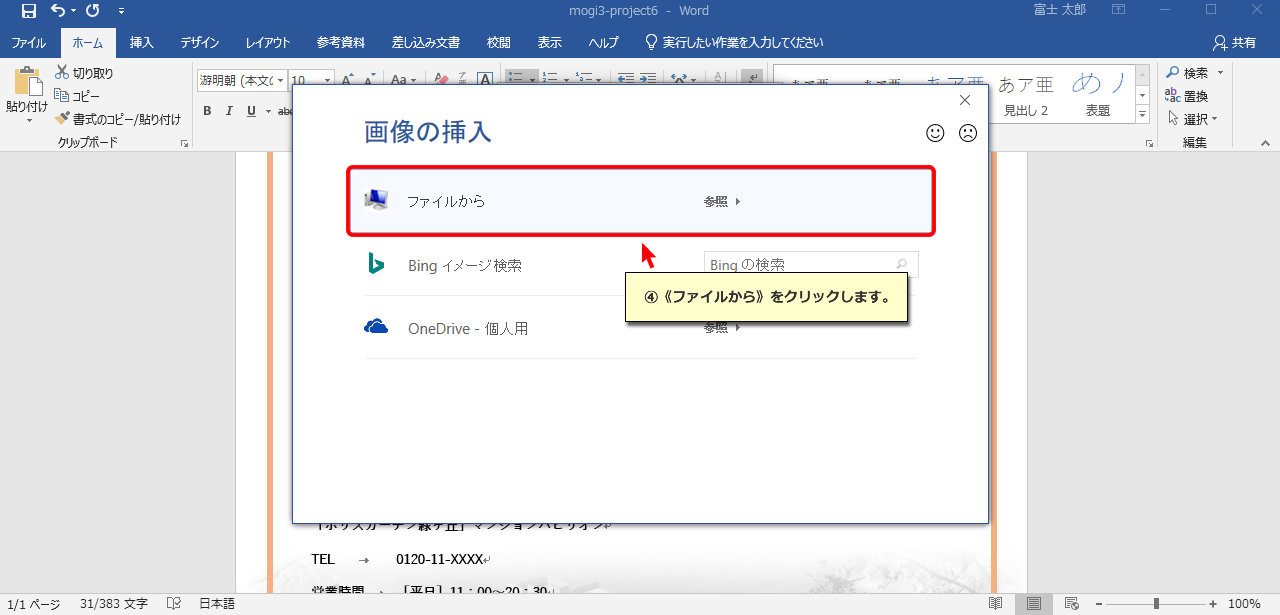 mogi3-project6 - Word
富士 太郎
ファイル ホーム 挿入 デザイン レイアウト 参考資料 差し込み文書 校閲 表示 ヘルプ 実行したい作業を入力してください 共有
貼り付け
切り取り
コピー
書式のコピー/貼り付け
クリップボード
游明朝 (本文の 10
B I U abc
あア亜 見出し 2
めノ 表題
検索
置換
選択
編集
画像の挿入
ファイルから 参照
Bing イメージ検索 Bing の検索
④《ファイルから》をクリックします。
OneDrive - 個人用 参照
TEL → 0120-11-XXXX
営業時間 → [平日] 11:00～20:30
1/1 ページ 31/383 文字 日本語 100%